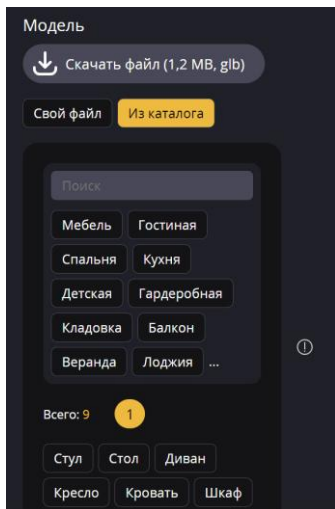 Модель
Скачать файл (1,2 MB, glb)
Свой файл Из каталога
Поиск
Мебель Гостиная
Спальня Кухня
Детская Гардеробная
Кладовка Балкон
Веранда Лоджия ...
Всего: 9 1
Стул Стол Диван
Кресло Кровать Шкаф